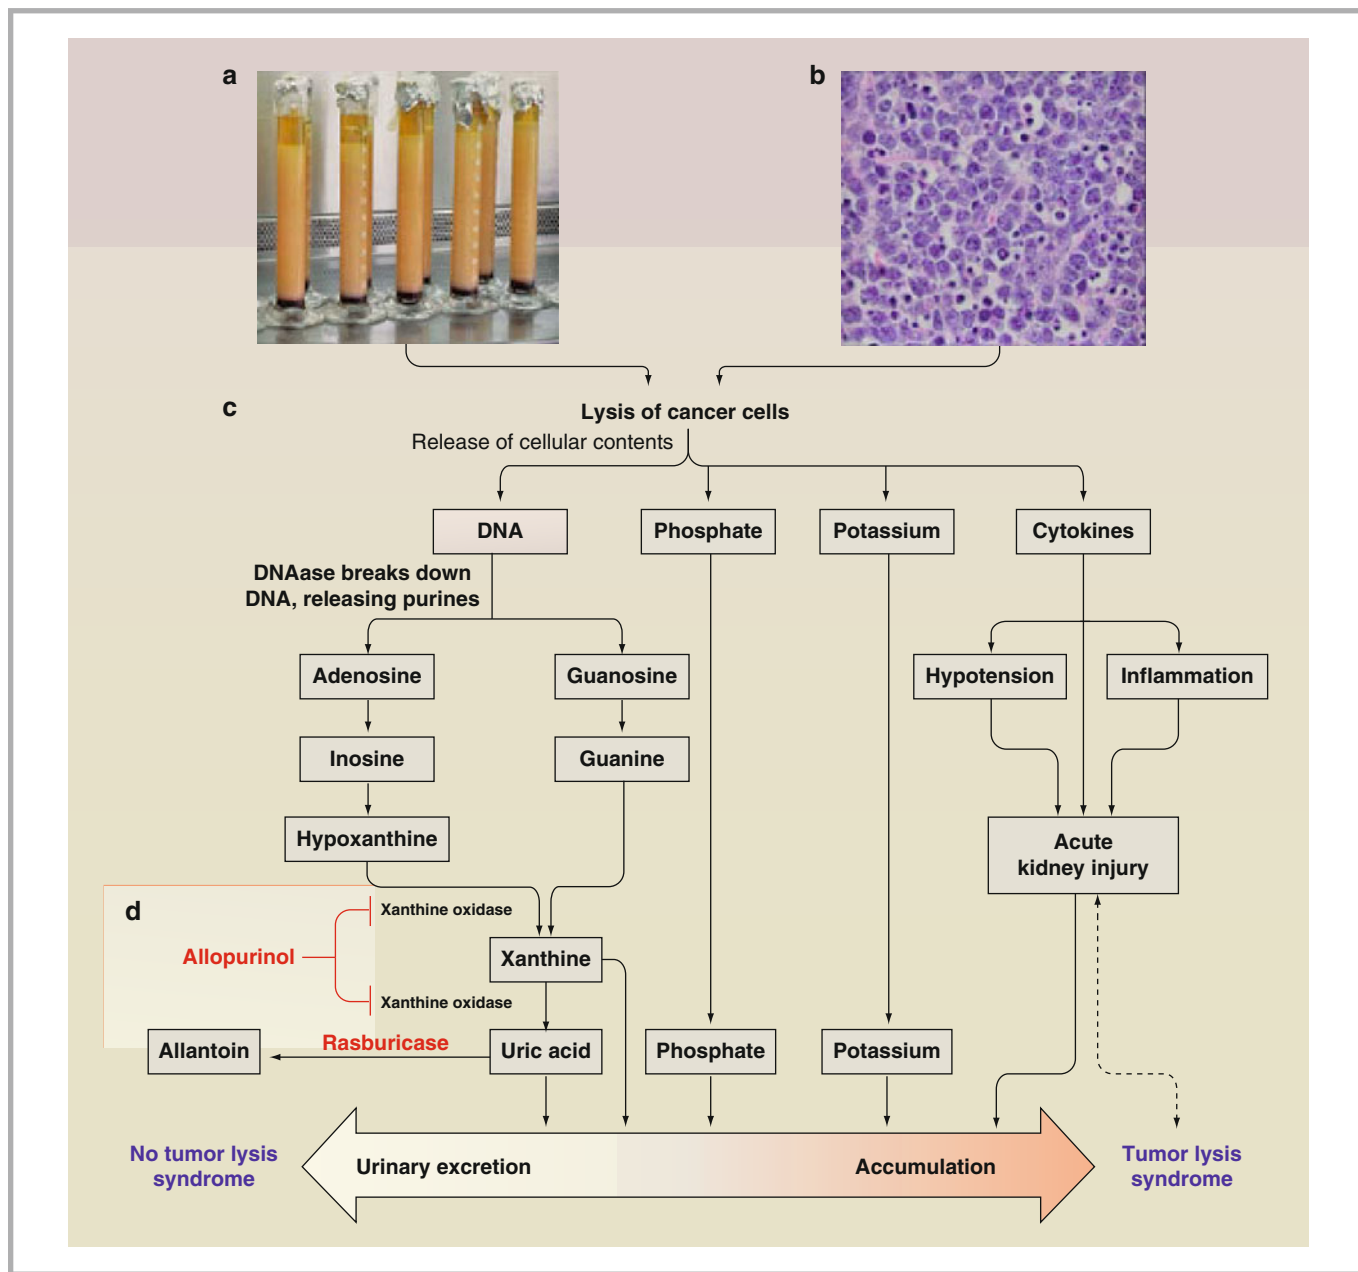 a
b
c
Lysis of cancer cells
Release of cellular contents
DNA
Phosphate
Potassium
Cytokines
DNAase breaks down
DNA, releasing purines
Adenosine
Guanosine
Hypotension
Inflammation
Inosine
Guanine
Hypoxanthine
Acute
kidney injury
d
Xanthine oxidase
Allopurinol
Xanthine
Xanthine oxidase
Rasburicase
Allantoin
Uric acid
Phosphate
Potassium
No tumor lysis
syndrome
Urinary excretion
Accumulation
Tumor lysis
syndrome